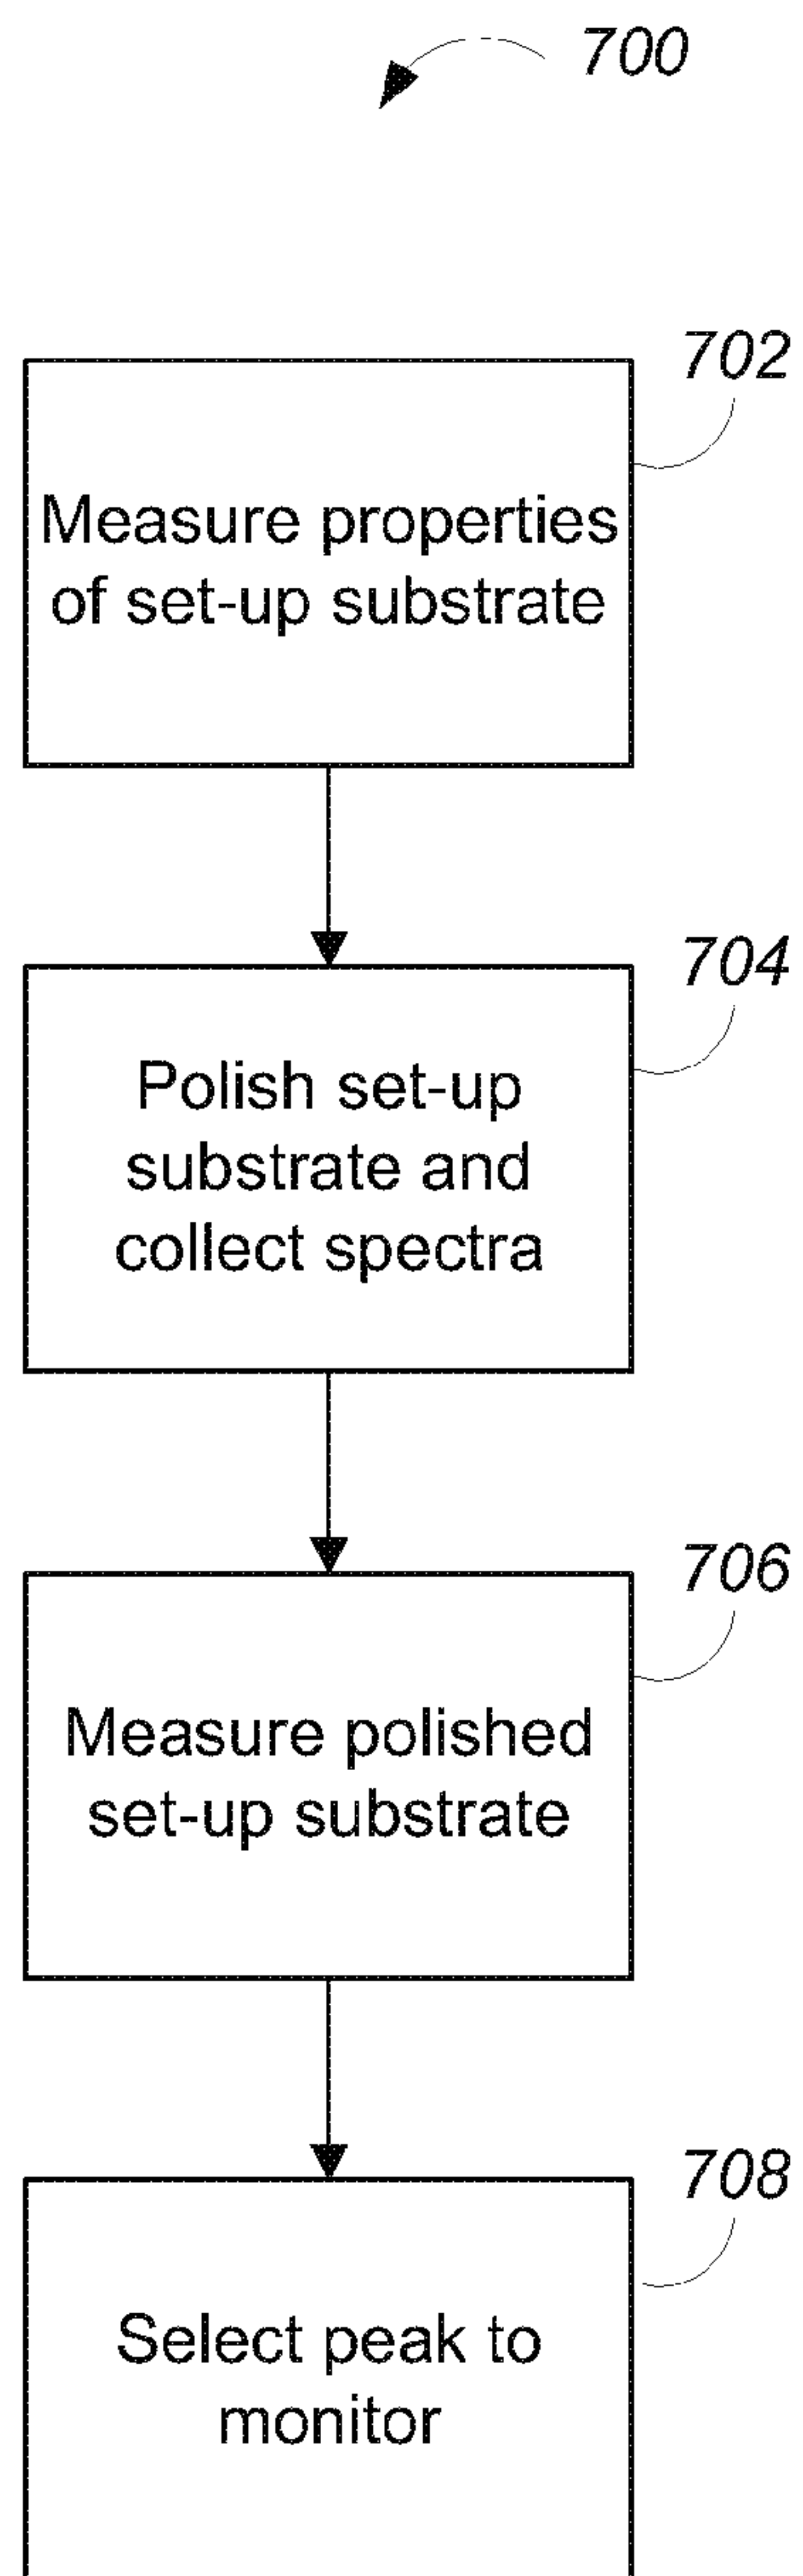 700
702
Measure properties
of set-up substrate
704
Polish set-up
substrate and
collect spectra
706
Measure polished
set-up substrate
708
Select peak to
monitor